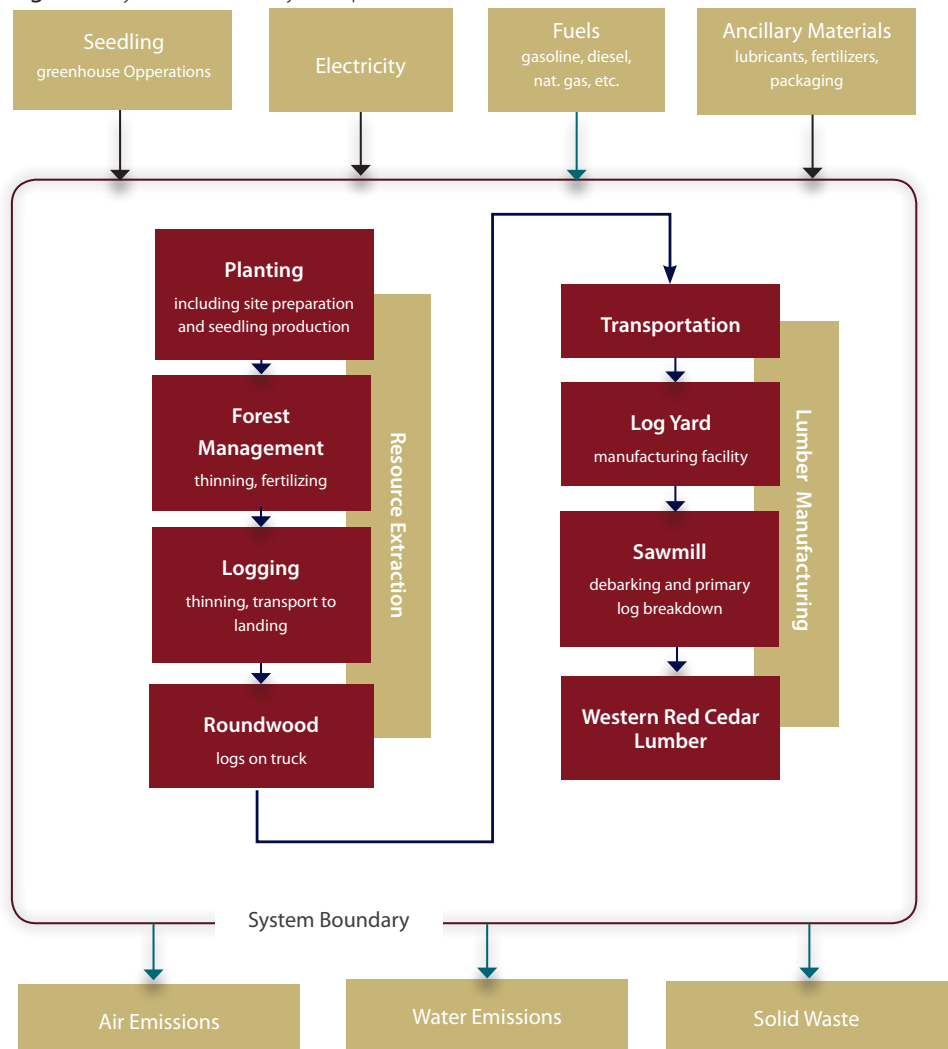 Seedling
greenhouse Opperations
Electricity
Fuels
gasoline, diesel,
nat. gas, etc.
Ancillary Materials
lubricants, fertilizers,
packaging
Planting
including site preparation
and seedling production
Forest
Management
thinning, fertilizing
Logging
thinning, transport to
landing
Roundwood
logs on truck
Resource Extraction
Transportation
Log Yard
manufacturing facility
Sawmill
debarking and primary
log breakdown
Western Red Cedar
Lumber
Lumber Manufacturing
System Boundary
Air Emissions
Water Emissions
Solid Waste